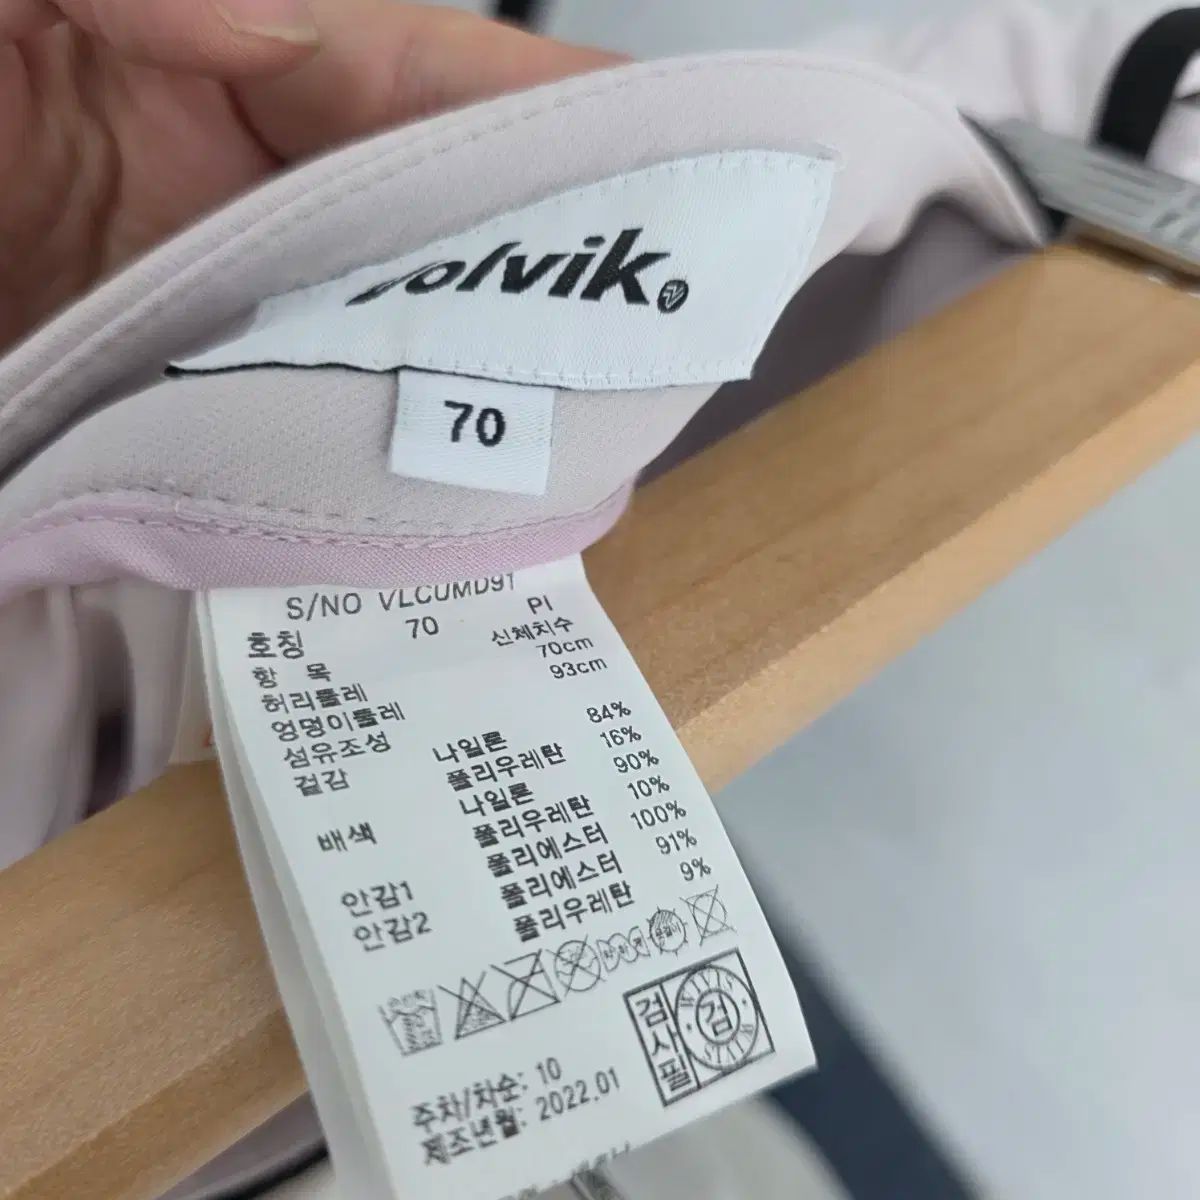 volvik
70
S/NO VLCUMD91
PI
호칭 70
항 목 신체치수
허리둘레 70cm
엉덩이둘레 93cm
섬유조성
겉감 나일론 84%
폴리우레탄 16%
배색 나일론 90%
폴리우레탄 10%
안감1 폴리에스터 100%
안감2 폴리에스터 91%
폴리우레탄 9%
검사필
검
주차/차순: 10
제조년월: 2022.01